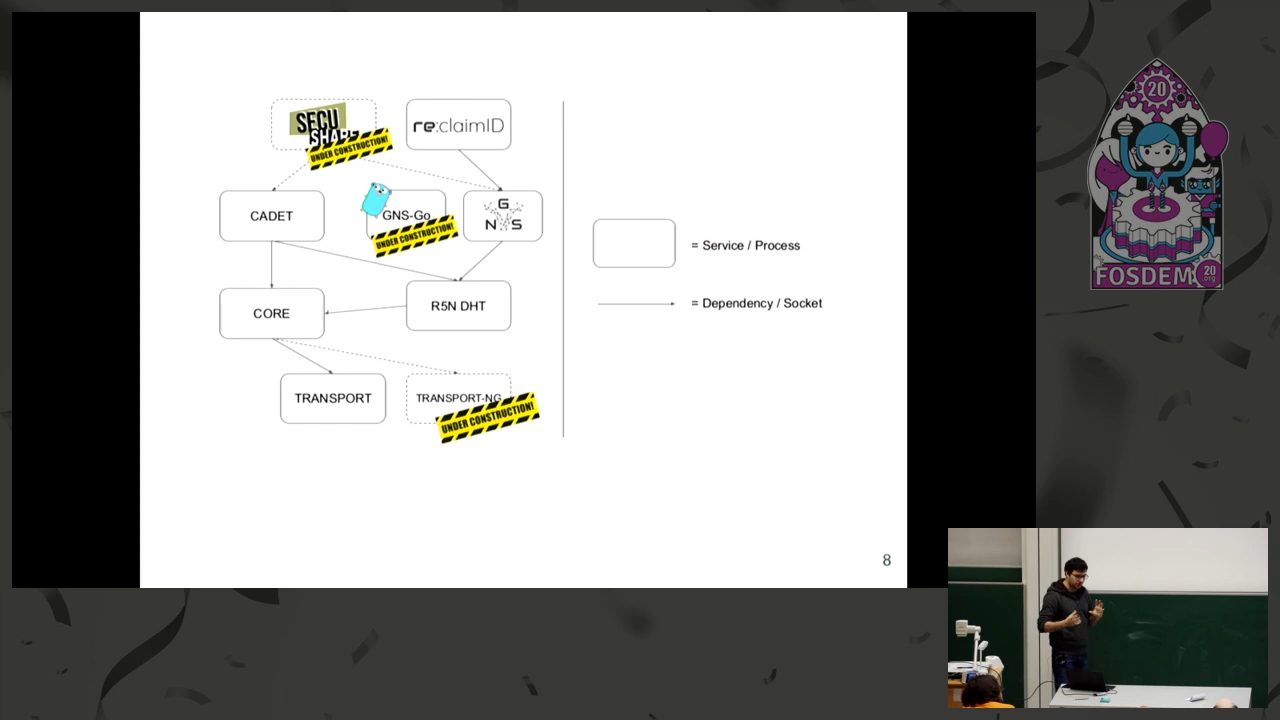 SECU
SHARE
UNDER CONSTRUCTION!
re:claimID
CADET
GNS-Go
UNDER CONSTRUCTION!
G
N S
CORE
R5N DHT
TRANSPORT
TRANSPORT-NG
UNDER CONSTRUCTION!
= Service / Process
= Dependency / Socket
8
20
FOSDEM
20
.org